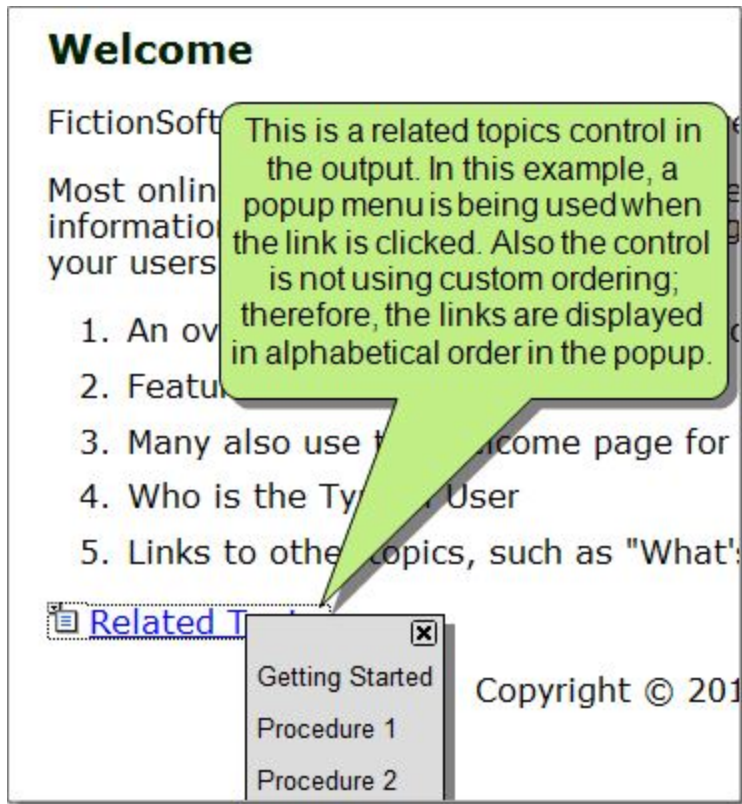 Welcome
FictionSoft
This is a related topics control in
the output. In this example, a
popup menu is being used when
the link is clicked. Also the control
is not using custom ordering;
therefore, the links are displayed
in alphabetical order in the popup.
Most onlin
information
your users
1. An ov
2. Featu
3. Many also use come page for
4. Who is the Ty User
5. Links to othe topics, such as "What's
Related T
Getting Started
Procedure 1
Procedure 2
Copyright © 201